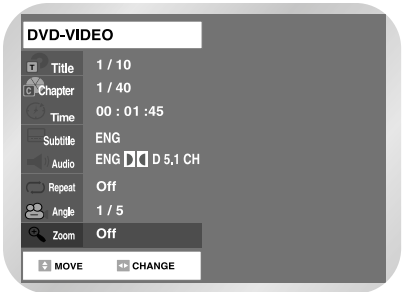 DVD-VIDEO
T Title 1 / 10
C Chapter 1 / 40
Time 00 : 01 :45
Subtitle ENG
Audio ENG D 5.1 CH
Repeat Off
Angle 1 / 5
Zoom Off
MOVE CHANGE